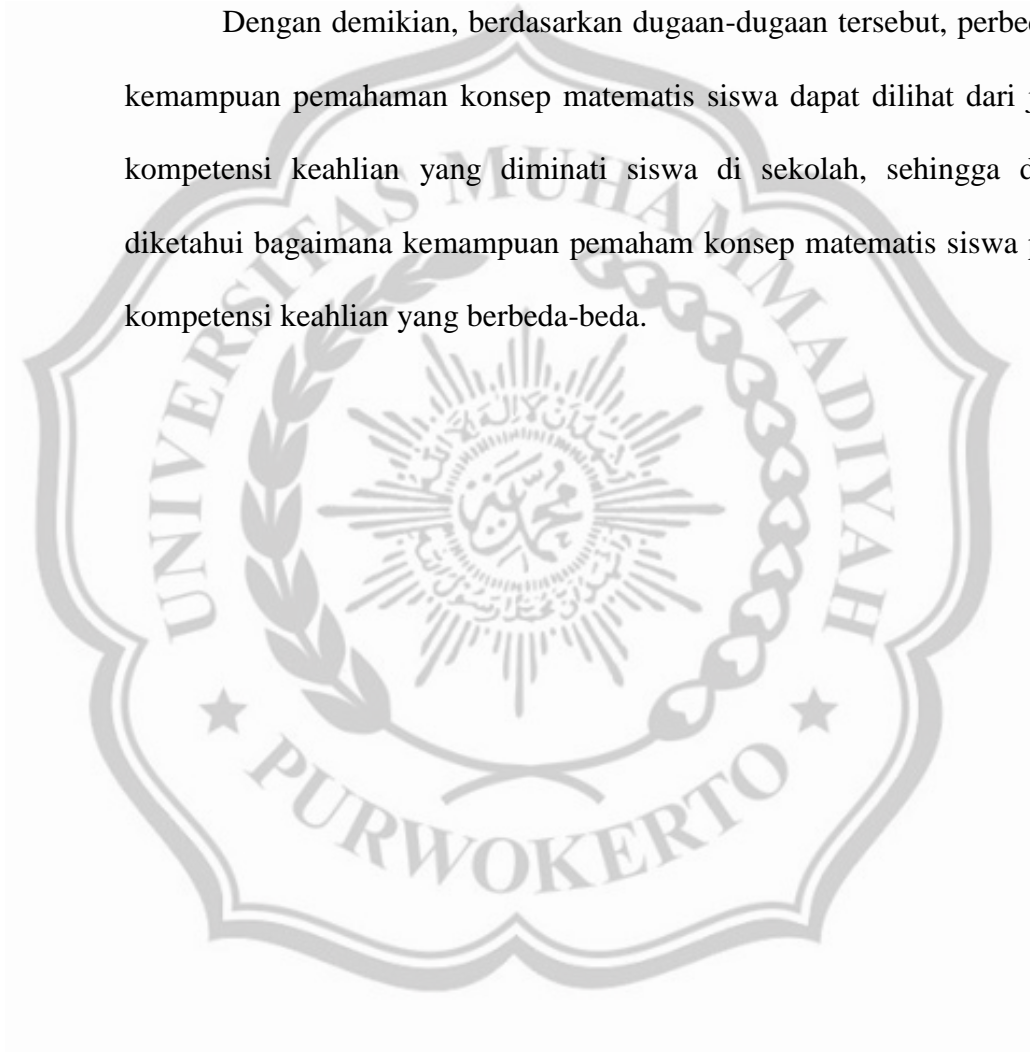 Dengan demikian, berdasarkan dugaan-dugaan tersebut,
kemampuan pemahaman konsep matematis siswa dapat dilihat dari
kompetensi keahlian yang diminati siswa di sekolah, sehingga
diketahui bagaimana kemampuan pemaham konsep matematis siswa
kompetensi keahlian yang berbeda-beda.
UNIVERSITAS MUHAMMADIYAH
PURWOKERTO